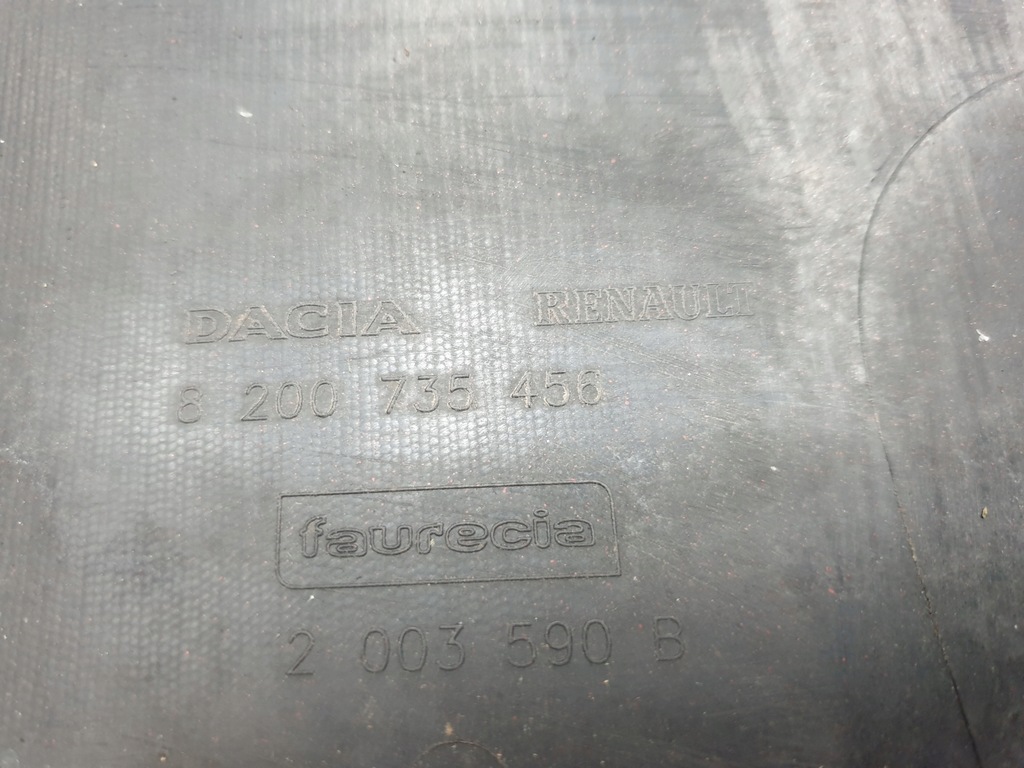 DACIA RENAULT
8 200 735 456
faurecia
2 003 590 B